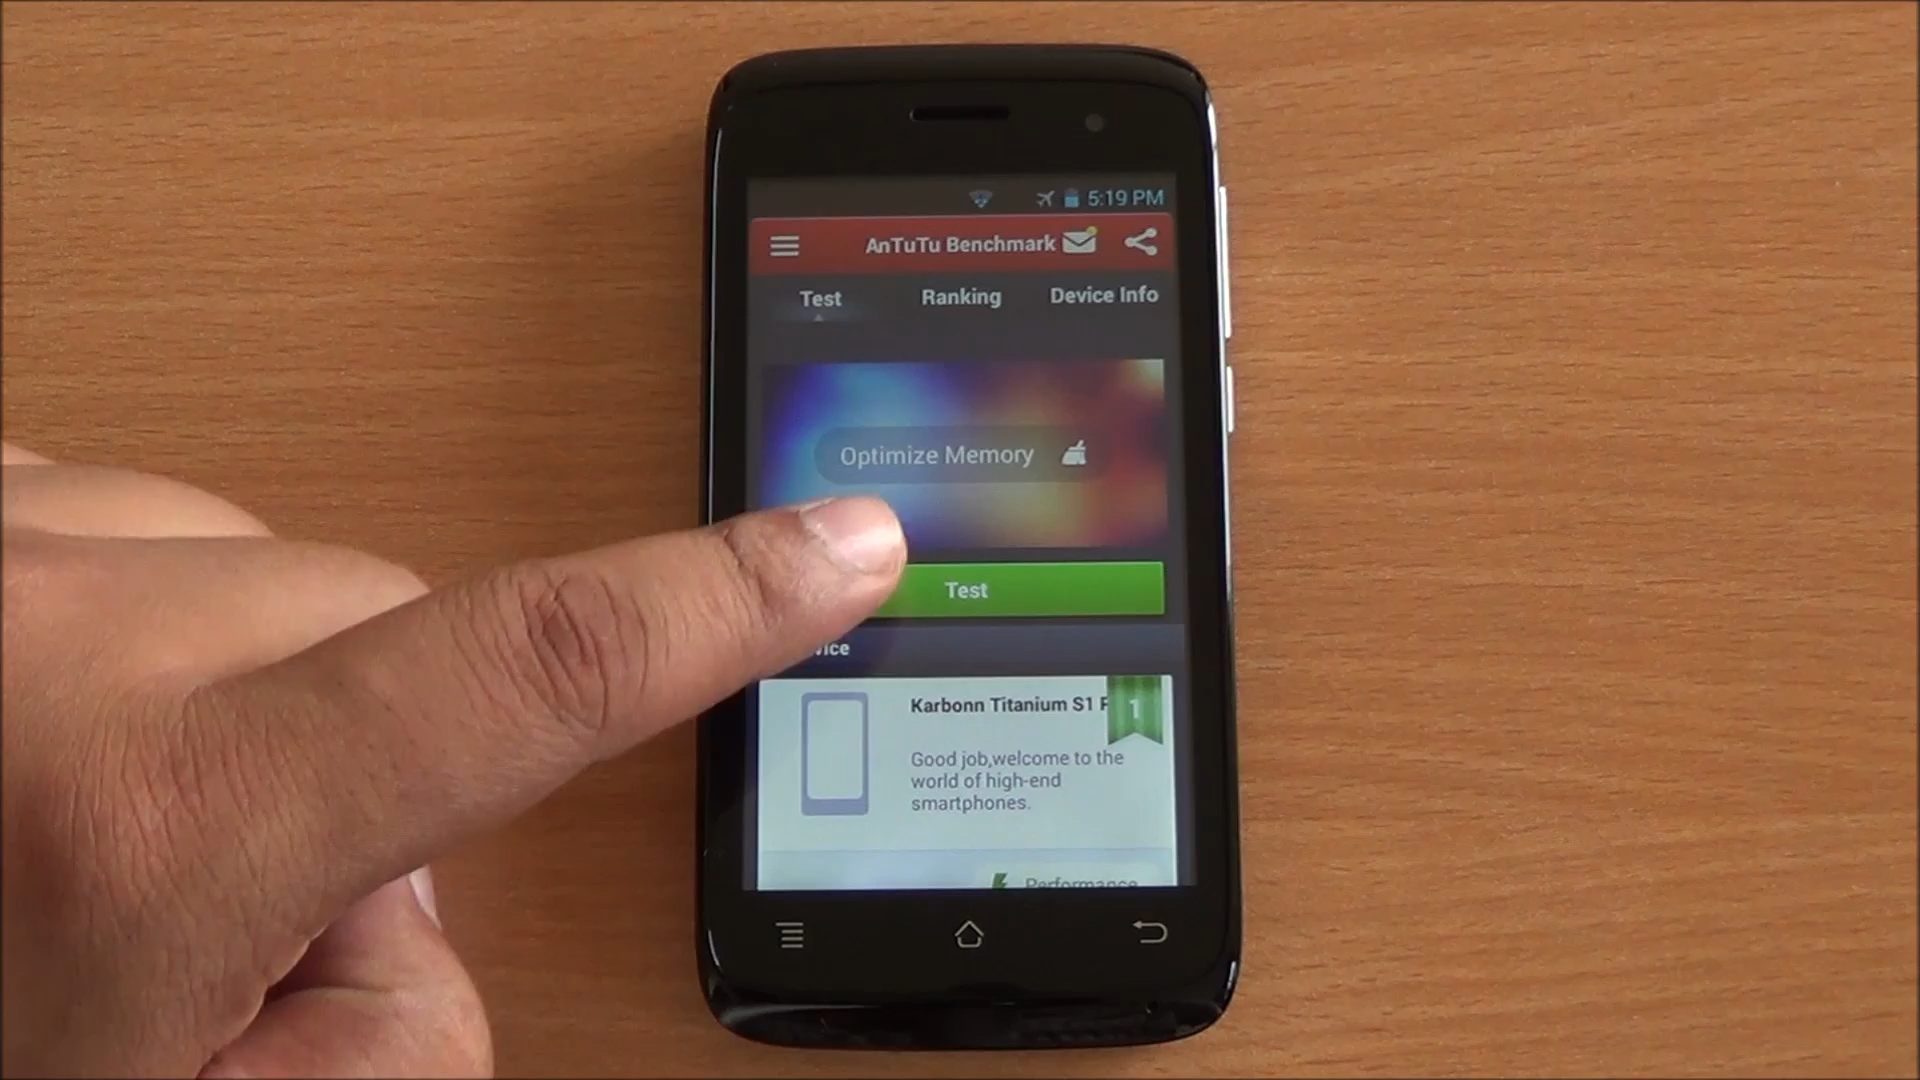 5:19 PM
AnTuTu Benchmark
Test Ranking Device Info
Optimize Memory
Test
Karbonn Titanium S1
1
Good job,welcome to the
world of high-end
smartphones.
Performance